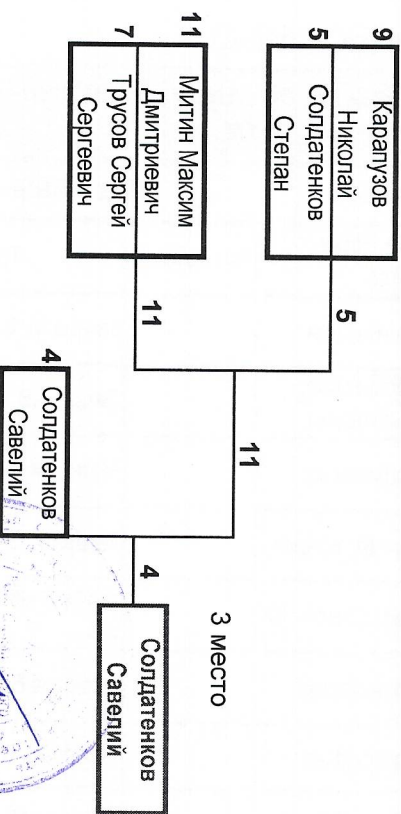 9
Карапузов
Николай
5
Солдатенков
Степан
5
11
Митин Максим
Дмитриевич
7
Трусов Сергей
Сергеевич
11
11
4
Солдатенков
Савелий
4
3 место
Солдатенков
Савелий